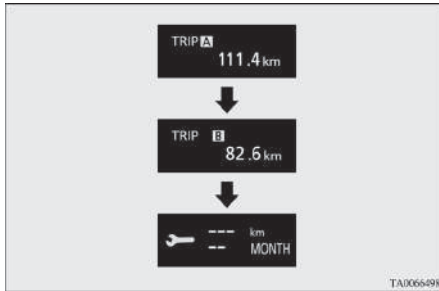 TRIP A
111.4 km
TRIP B
82.6 km
--- km
-- MONTH
TA0066498